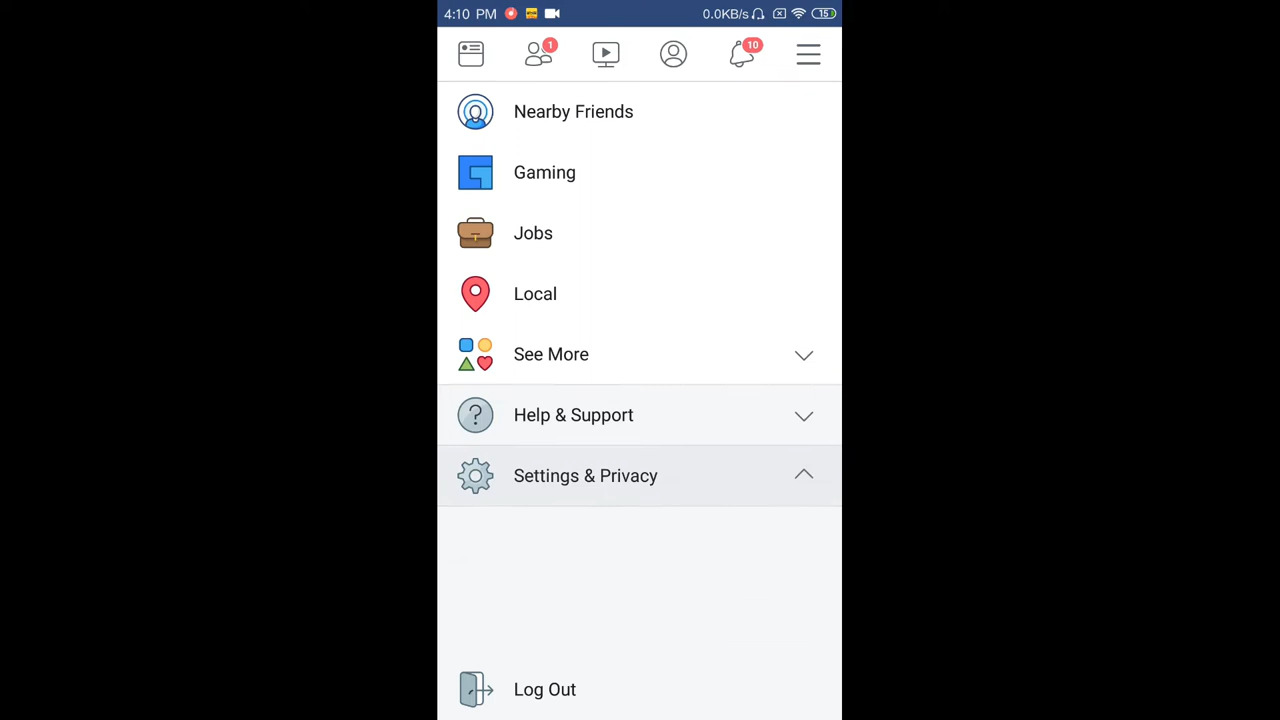 4:10 PM 0.0KB/s 15
1 10
Nearby Friends
Gaming
Jobs
Local
See More
Help & Support
Settings & Privacy
Log Out